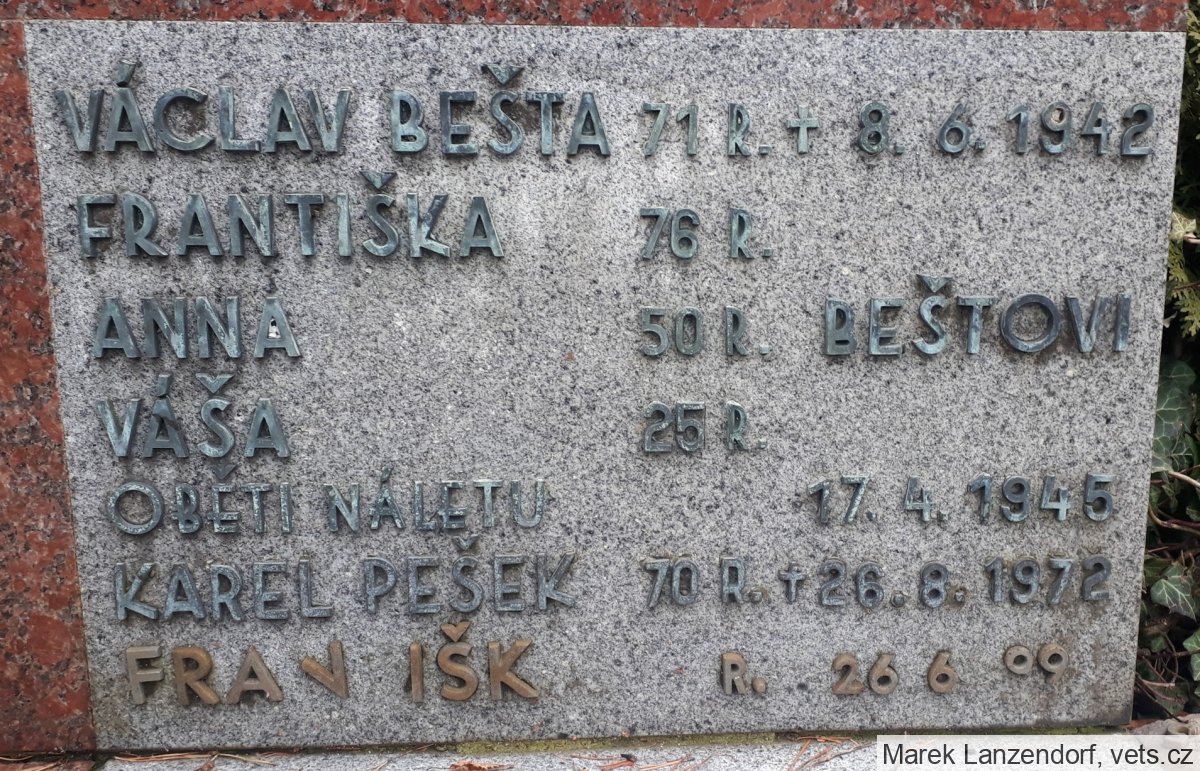 VÁCLAV BEŠTA 71 R. † 8. 6. 1942
FRANTIŠKA 76 R.
ANNA 50 R. BEŠTOVI
VÁŠA 25 R.
OBĚTI NÁLETU 17. 4. 1945
KAREL PEŠEK 70 R. † 26. 8. 1972
R. 26 6
Marek Lanzendorf, vets.cz